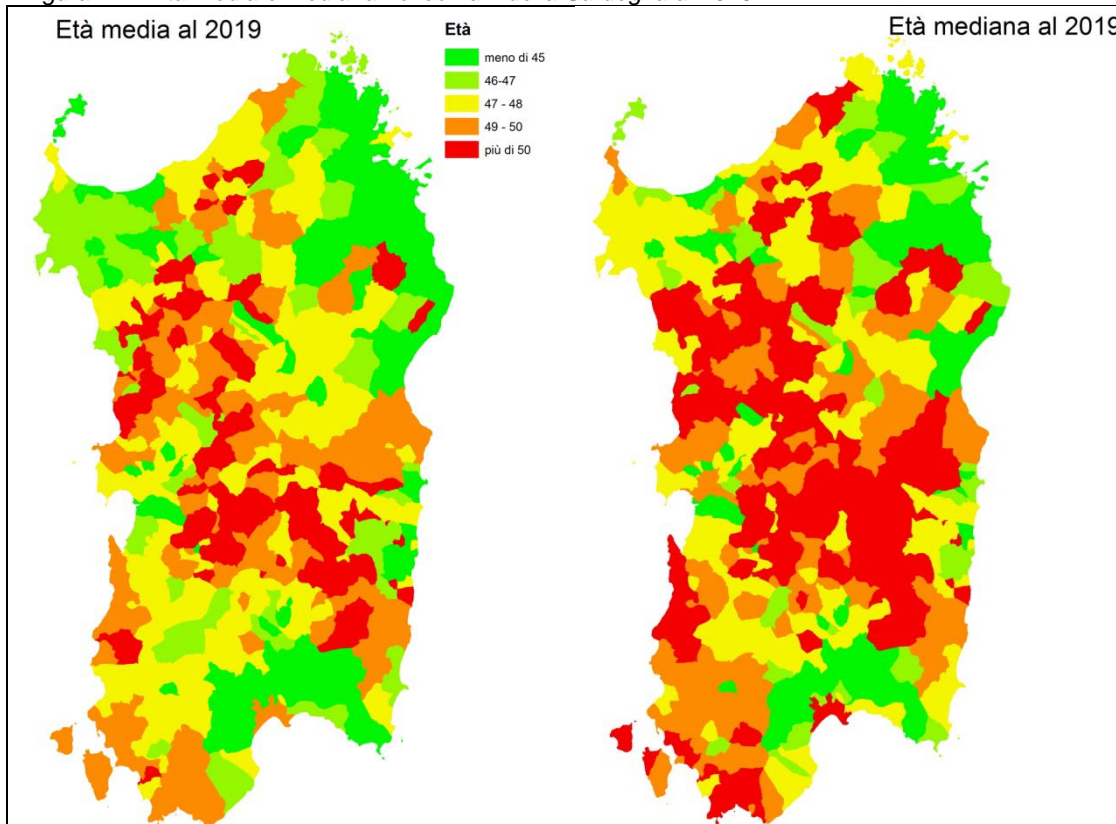 Età media al 2019
Età
meno di 45
46-47
47 - 48
49 - 50
più di 50
Età mediana al 2019